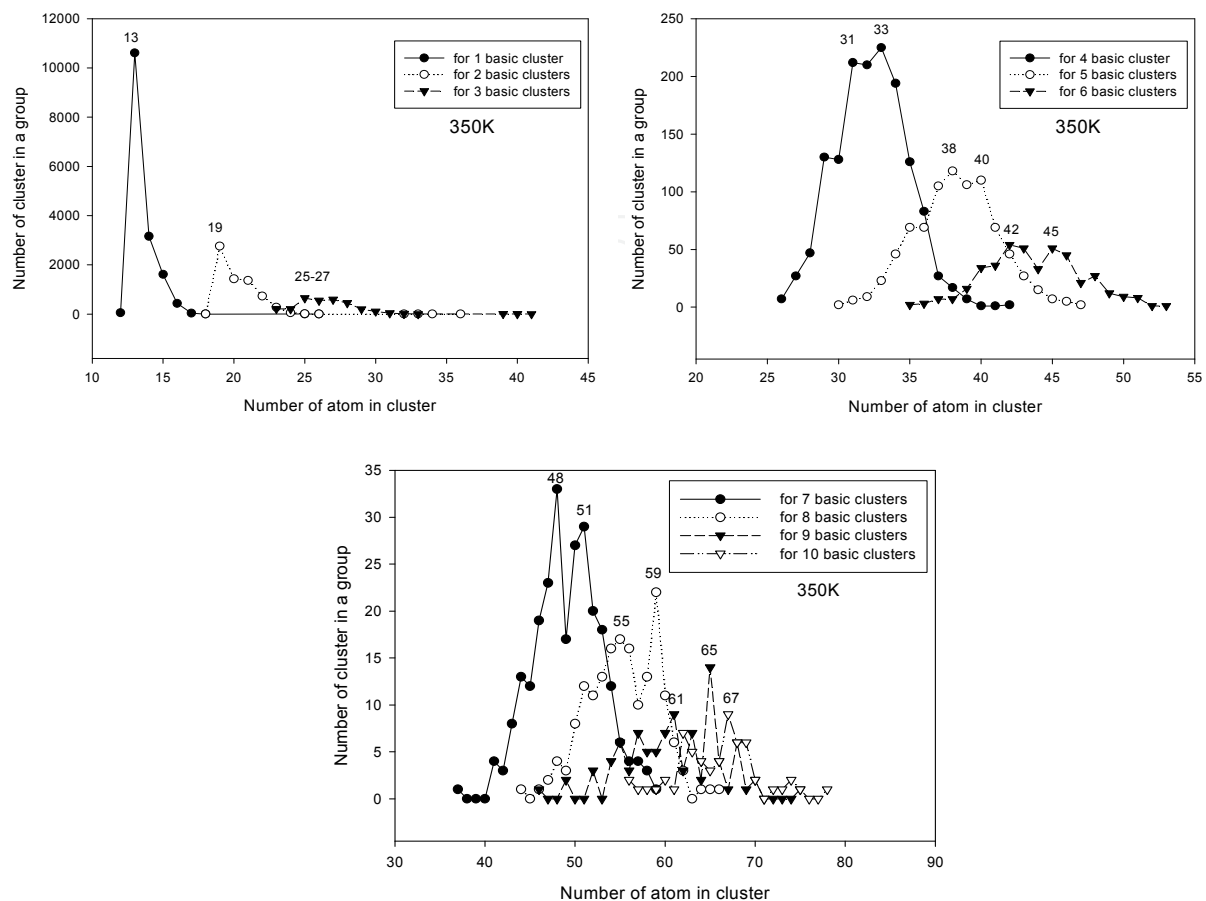 12000
10000
8000
6000
4000
2000
0
10 15 20 25 30 35 40 45
Number of cluster in a group
Number of atom in cluster
13
19
25-27
for 1 basic cluster
for 2 basic clusters
for 3 basic clusters
350K
250
200
150
100
50
0
20 25 30 35 40 45 50 55
Number of cluster in a group
Number of atom in cluster
31
33
38
40
42
45
for 4 basic cluster
for 5 basic clusters
for 6 basic clusters
350K
35
30
25
20
15
10
5
0
30 40 50 60 70 80 90
Number of cluster in a group
Number of atom in cluster
48
51
55
59
61
65
67
for 7 basic clusters
for 8 basic clusters
for 9 basic clusters
for 10 basic clusters
350K